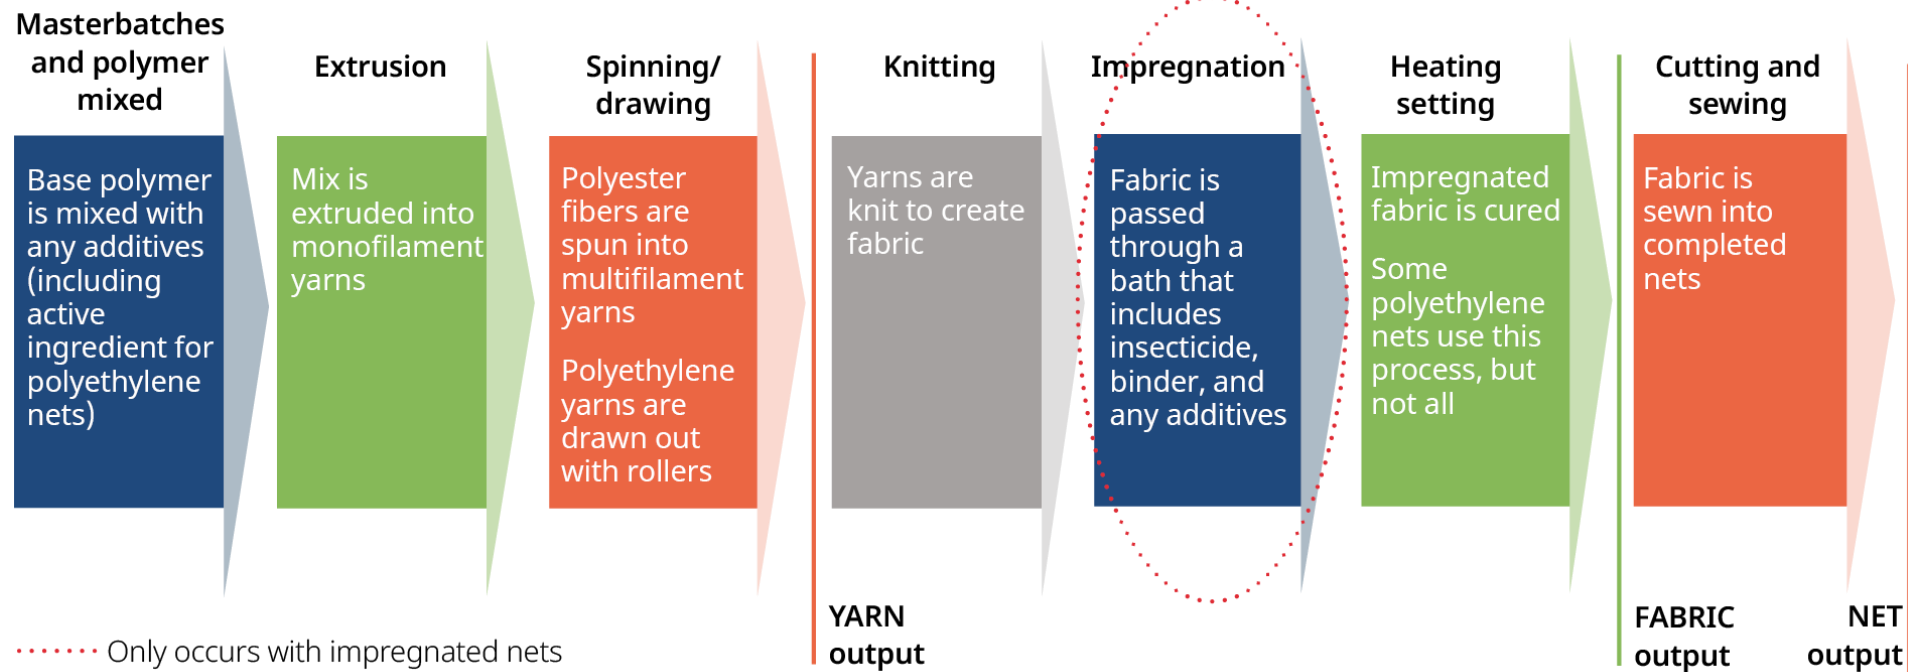 Masterbatches
and polymer
mixed
Base polymer
is mixed with
any additives
(including
active
ingredient for
polyethylene
nets)
Extrusion
Mix is
extruded into
monofilament
yarns
Spinning/
drawing
Polyester
fibers are
spun into
multifilament
yarns
Polyethylene
yarns are
drawn out
with rollers
Knitting
Yarns are
knit to create
fabric
Impregnation
Fabric is
passed
through a
bath that
includes
insecticide,
binder, and
any additives
Heating
setting
Impregnated
fabric is cured
Some
polyethylene
nets use this
process, but
not all
Cutting and
sewing
Fabric is
sewn into
completed
nets
YARN
output
FABRIC
output
NET
output
Only occurs with impregnated nets